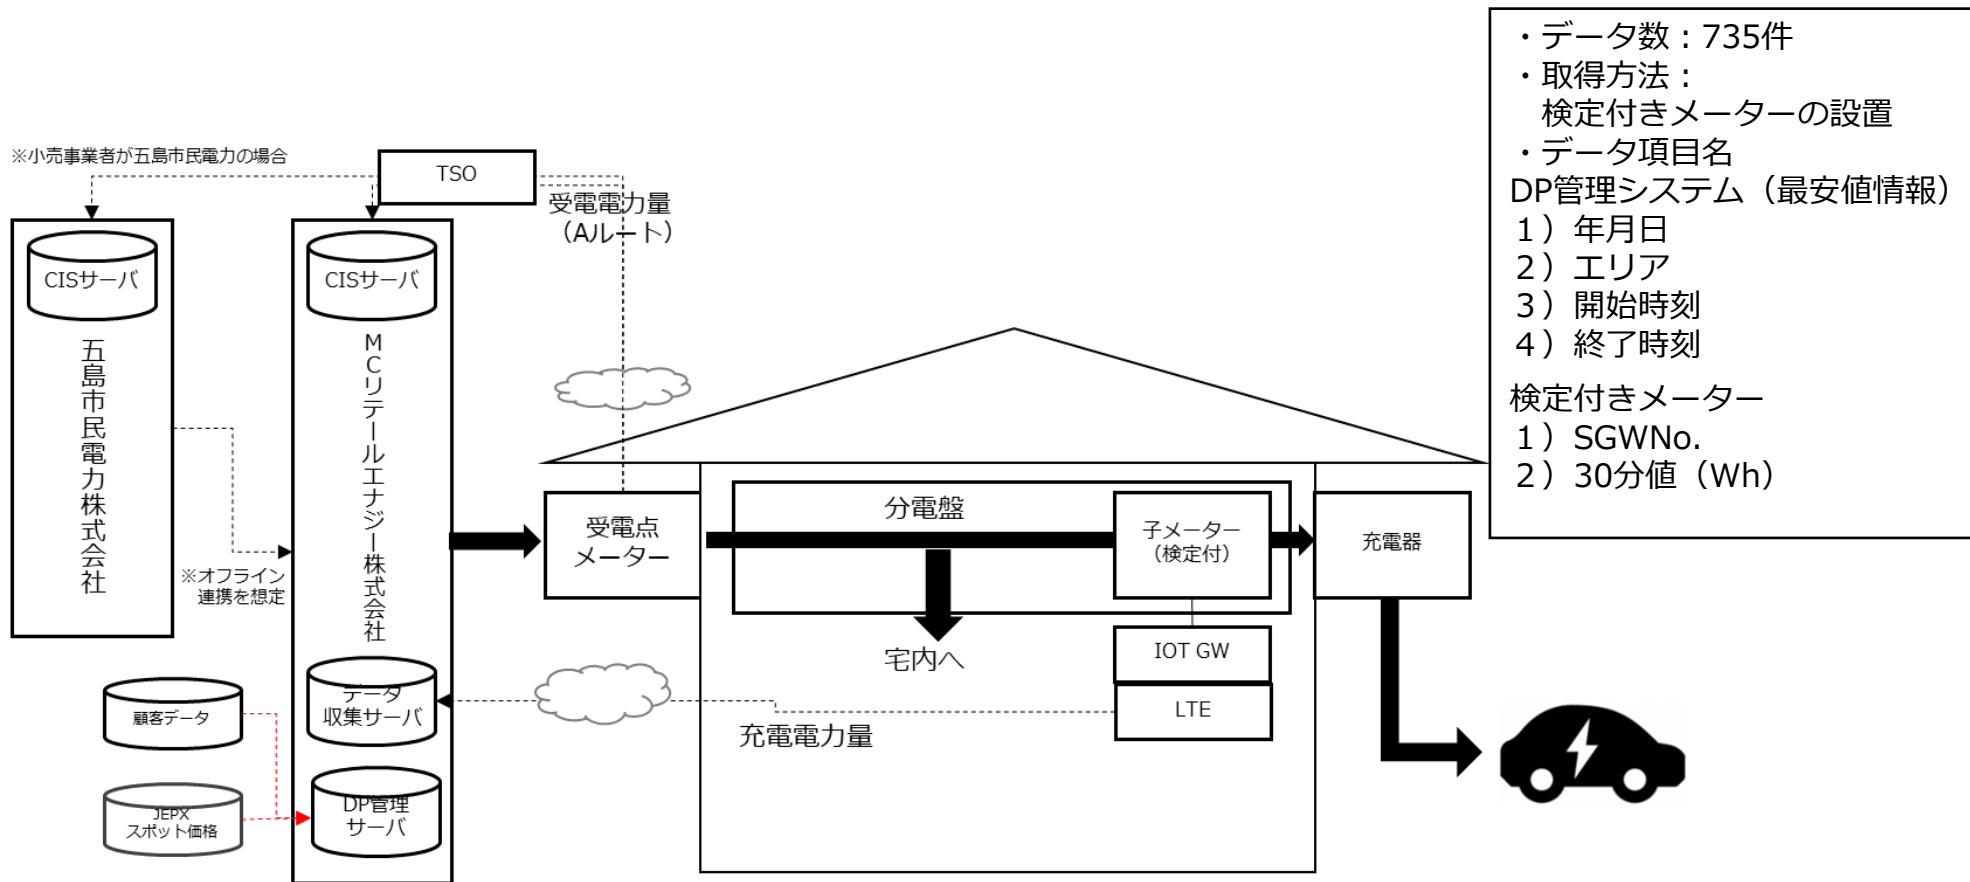 ・データ数：735件
・取得方法：
検定付きメーターの設置
・データ項目名
DP管理システム（最安値情報）
１）年月日
２）エリア
３）開始時刻
４）終了時刻
検定付きメーター
１）SGWNo.
２）30分値（Wh）
※小売事業者が五島市民電力の場合
TSO
受電電力量
（Aルート）
CISサーバ
五島市民電力株式会社
CISサーバ
MCリテールエナジー株式会社
※オフライン
連携を想定
受電点
メーター
分電盤
子メーター
（検定付）
充電器
宅内へ
IOT GW
LTE
充電電力量
データ
収集サーバ
顧客データ
JEPX
スポット価格
DP管理
サーバ